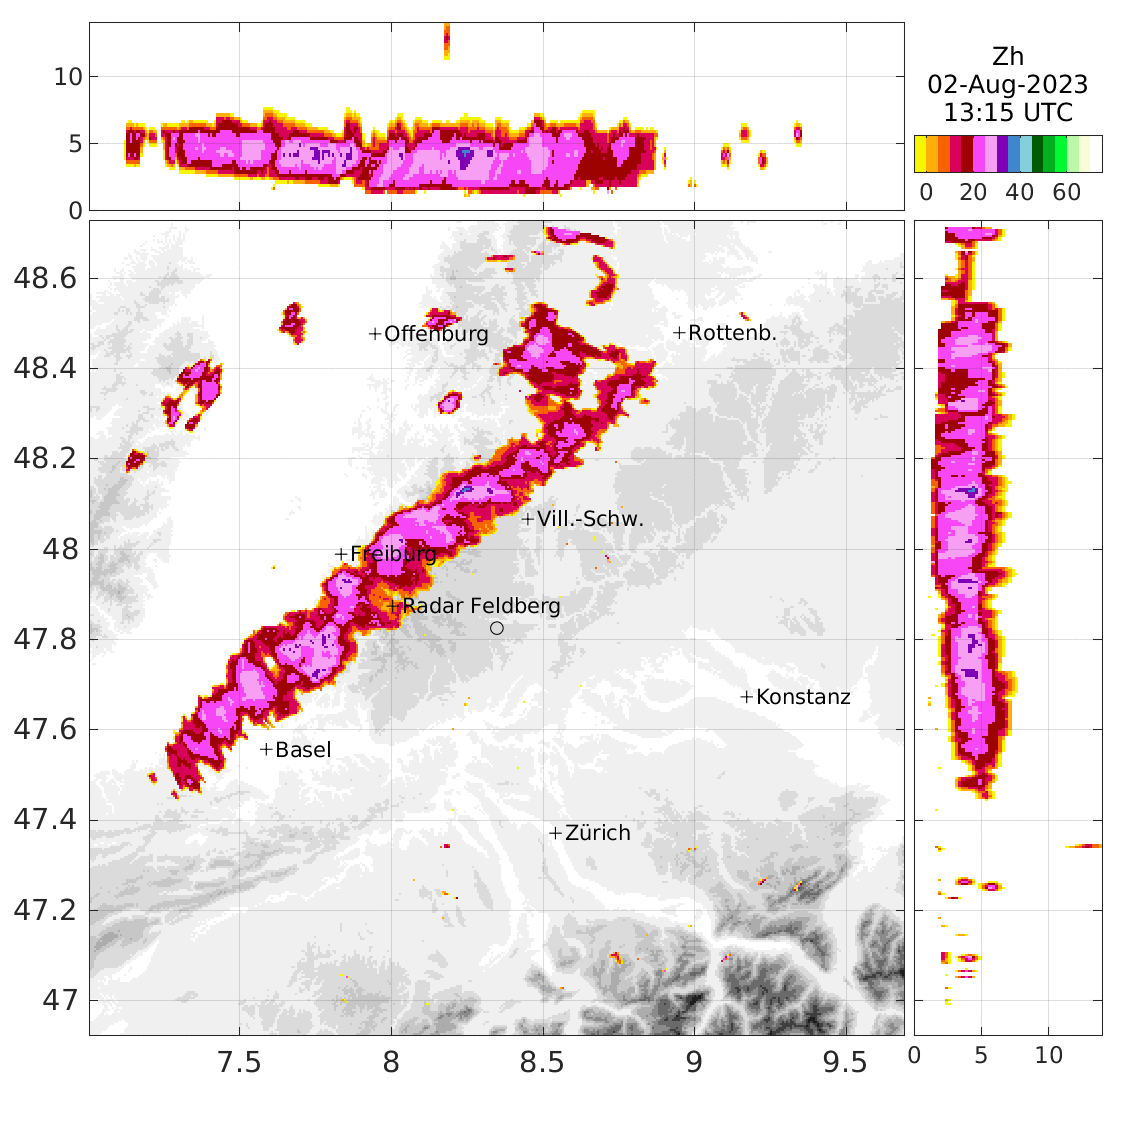 Zh
02-Aug-2023
13:15 UTC
0 20 40 60
10
5
0
48.6
48.4
48.2
48
47.8
47.6
47.4
47.2
47
+Offenburg
+Rottenb.
+Vill.-Schw.
+Freiburg
+Radar Feldberg
+Konstanz
+Basel
+Zürich
7.5 8 8.5 9 9.5
0 5 10